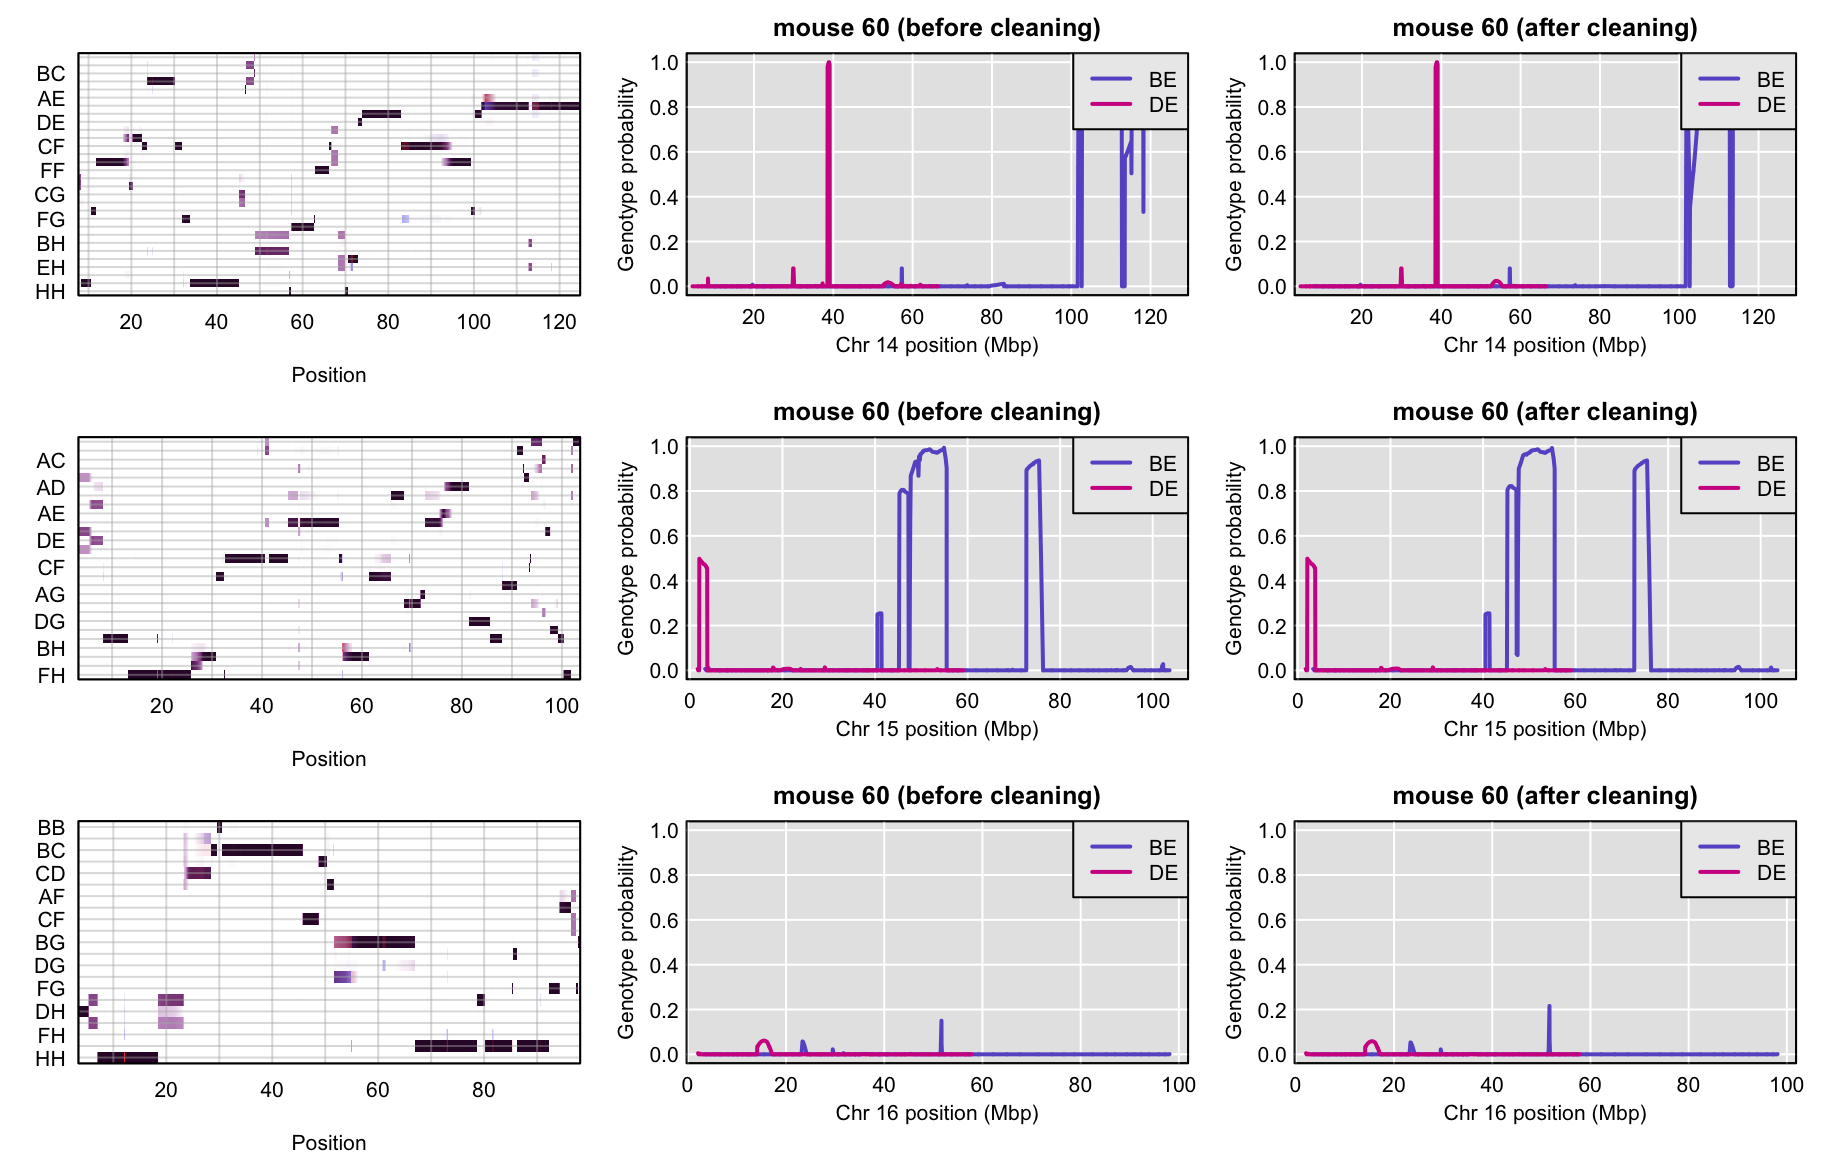 mouse 60 (before cleaning)
mouse 60 (after cleaning)
BC
AE
DE
CF
FF
CG
FG
BH
EH
HH
20 40 60 80 100 120
Position
Genotype probability
1.0
0.8
0.6
0.4
0.2
0.0
BE
DE
20 40 60 80 100 120
Chr 14 position (Mbp)
Genotype probability
1.0
0.8
0.6
0.4
0.2
0.0
BE
DE
20 40 60 80 100 120
Chr 14 position (Mbp)
mouse 60 (before cleaning)
mouse 60 (after cleaning)
AC
AD
AE
DE
CF
AG
DG
BH
FH
20 40 60 80 100
Position
Genotype probability
1.0
0.8
0.6
0.4
0.2
0.0
BE
DE
0 20 40 60 80 100
Chr 15 position (Mbp)
Genotype probability
1.0
0.8
0.6
0.4
0.2
0.0
BE
DE
0 20 40 60 80 100
Chr 15 position (Mbp)
mouse 60 (before cleaning)
mouse 60 (after cleaning)
BB
BC
CD
AF
CF
BG
DG
FG
DH
FH
HH
20 40 60 80
Position
Genotype probability
1.0
0.8
0.6
0.4
0.2
0.0
BE
DE
0 20 40 60 80 100
Chr 16 position (Mbp)
Genotype probability
1.0
0.8
0.6
0.4
0.2
0.0
BE
DE
0 20 40 60 80 100
Chr 16 position (Mbp)